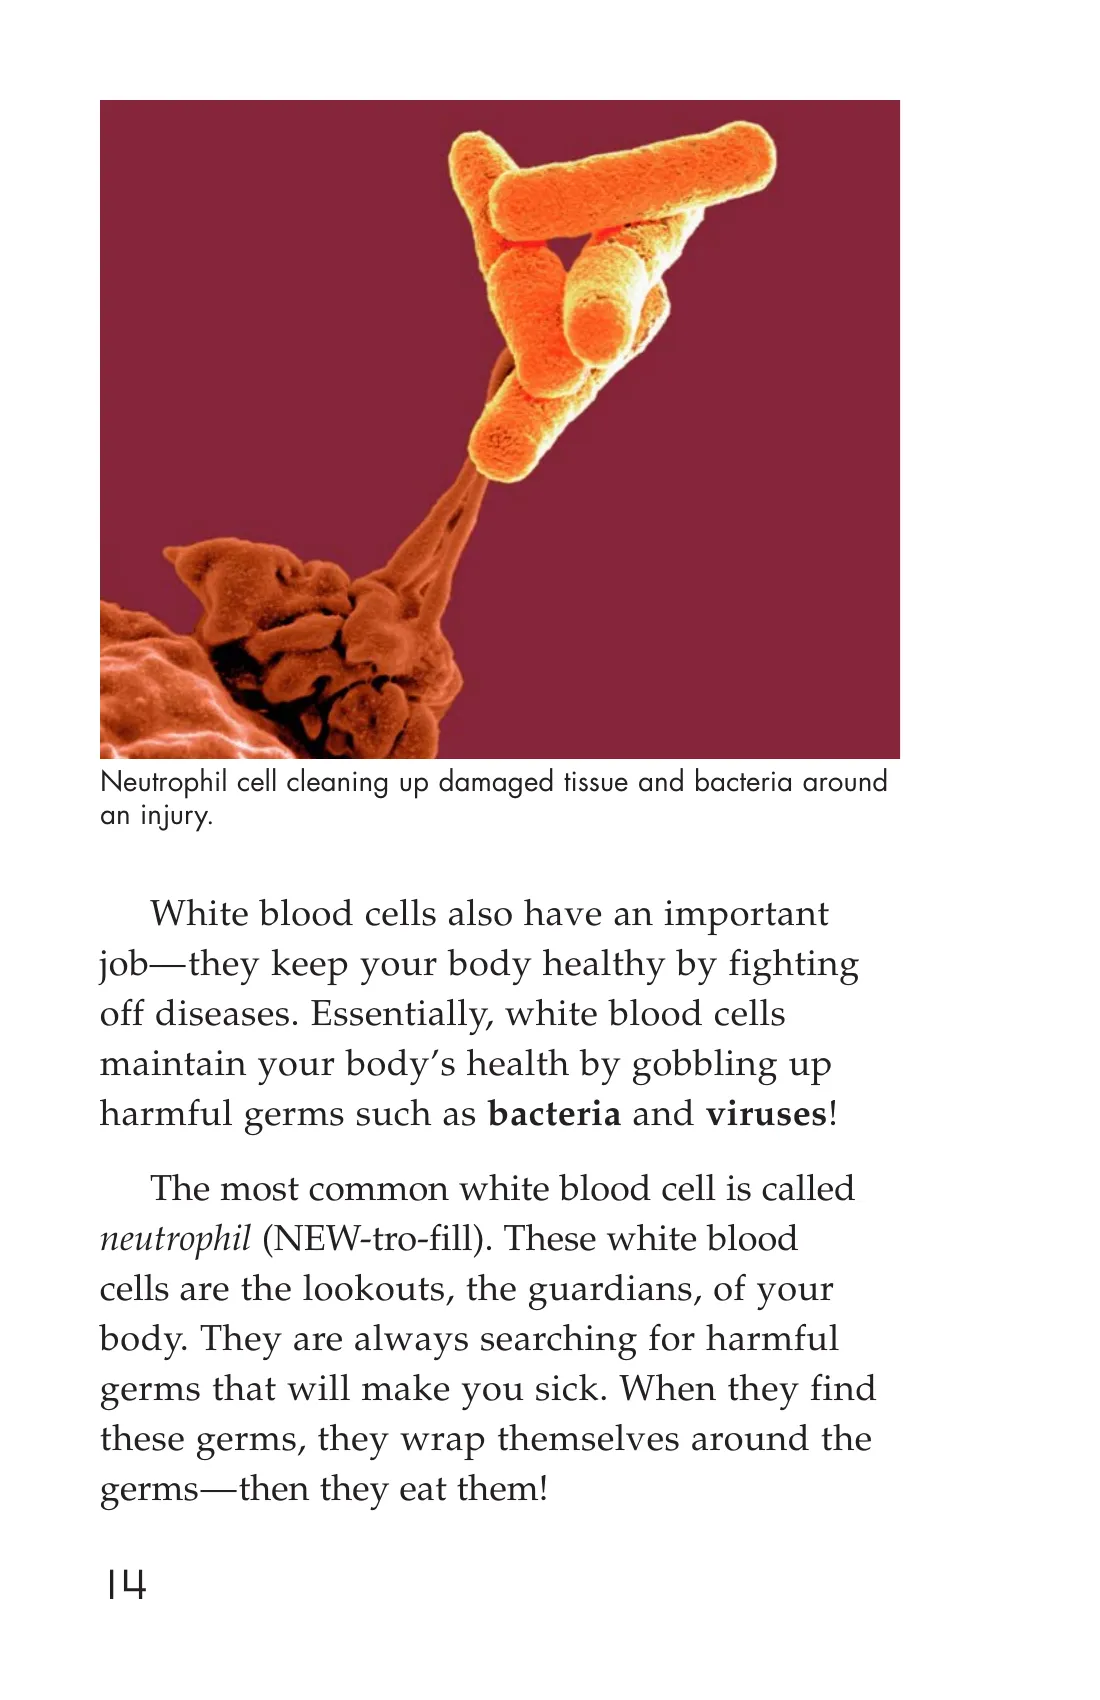 Neutrophil cell cleaning up damaged tissue and bacteria around
an injury.
White blood cells also have an important
job—they keep your body healthy by fighting
off diseases. Essentially, white blood cells
maintain your body’s health by gobbling up
harmful germs such as bacteria and viruses!
The most common white blood cell is called
neutrophil (NEW-tro-fill). These white blood
cells are the lookouts, the guardians, of your
body. They are always searching for harmful
germs that will make you sick. When they find
these germs, they wrap themselves around the
germs—then they eat them!
14